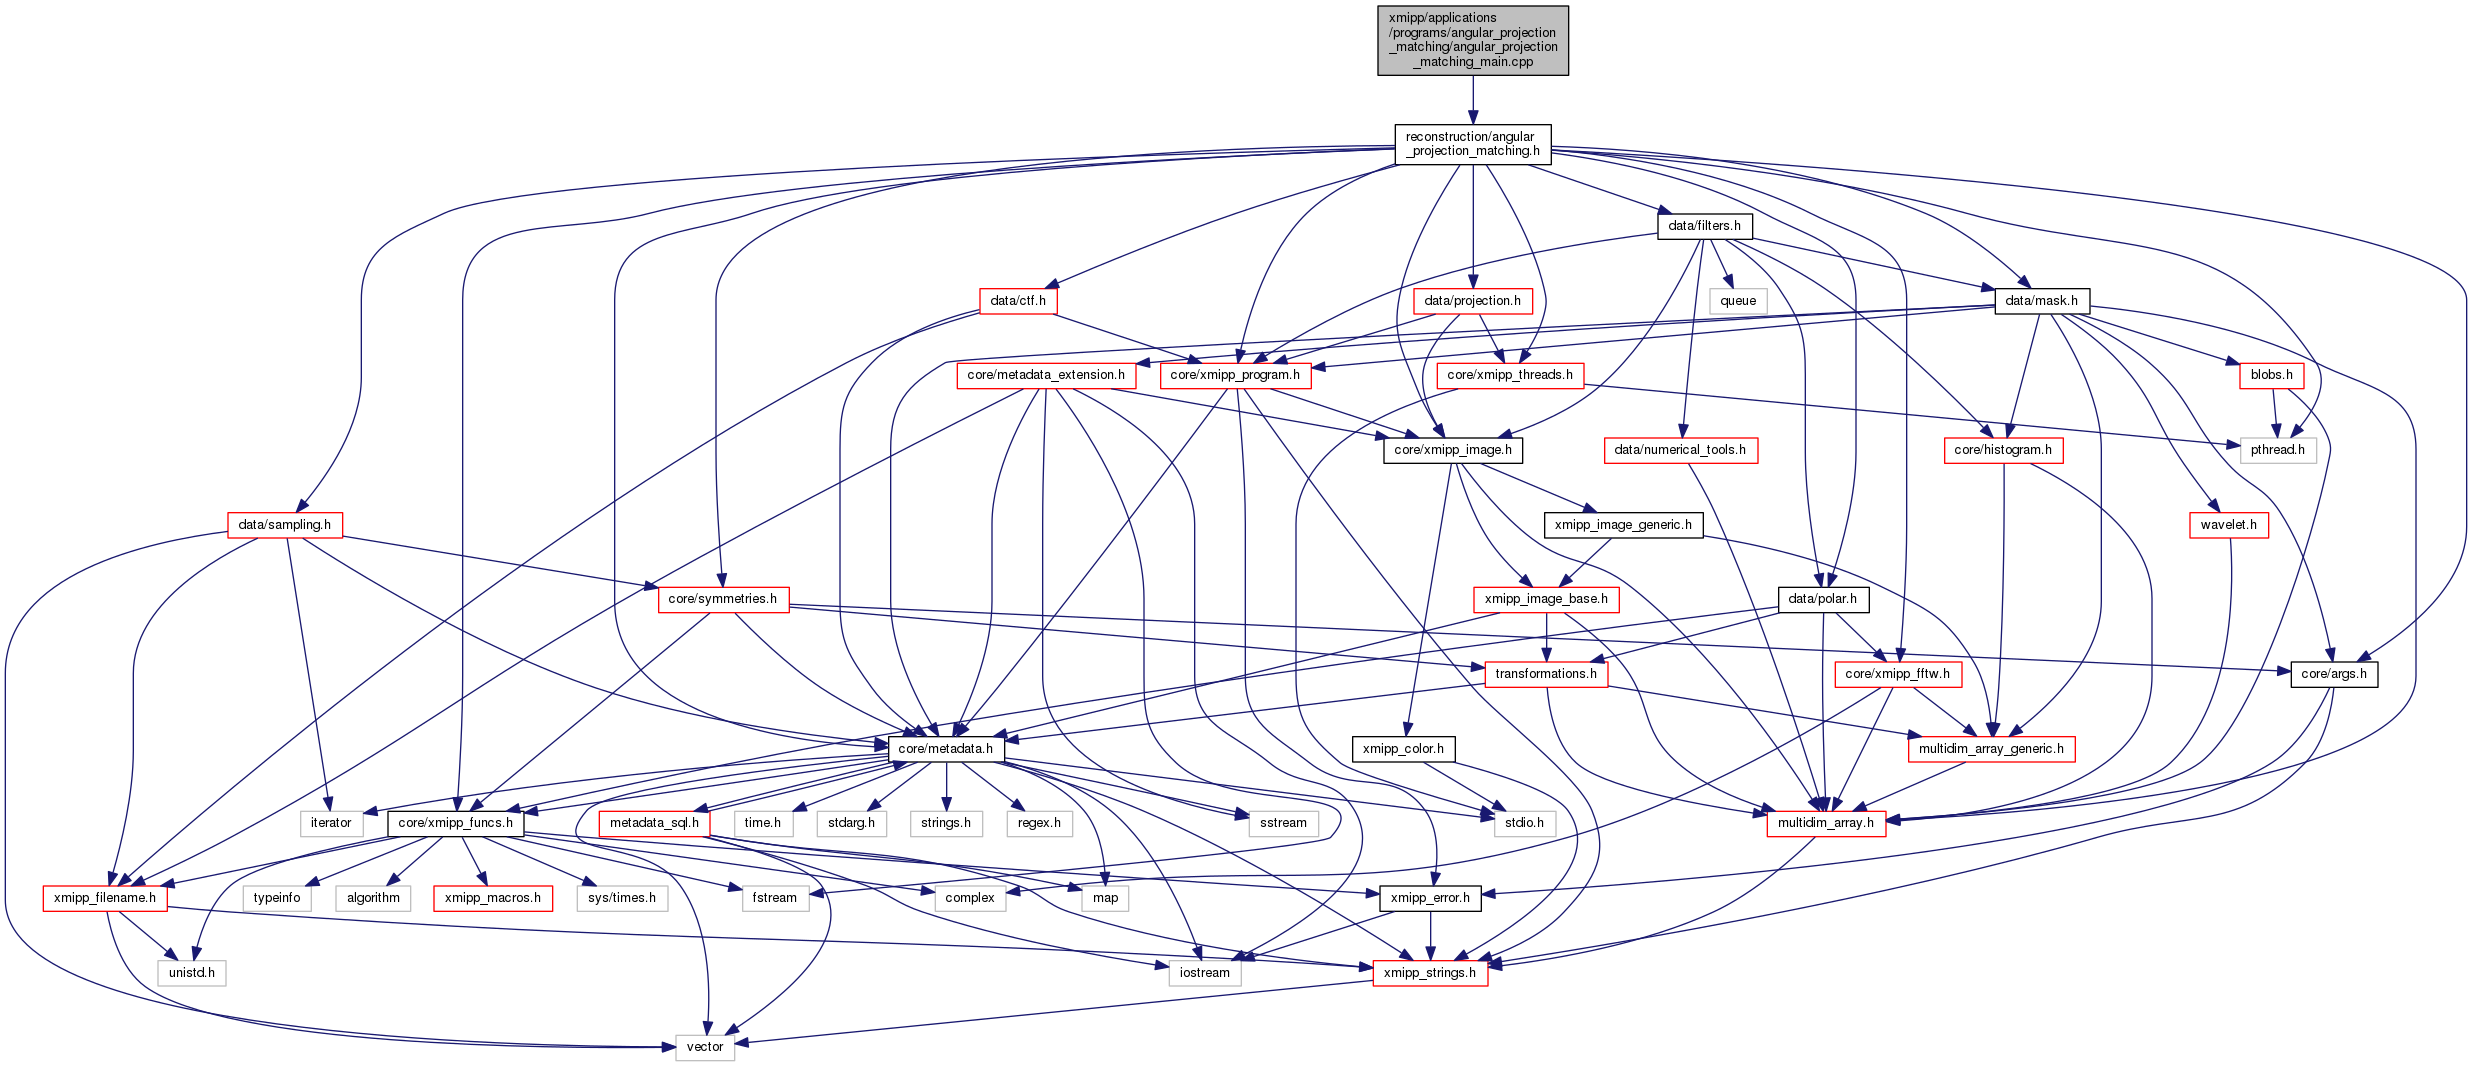 xmipp/applications
/programs/angular_projection
_matching/angular_projection
_matching_main.cpp
reconstruction/angular
_projection_matching.h
data/filters.h
data/ctf.h
data/projection.h
queue
data/mask.h
core/metadata_extension.h
core/xmipp_program.h
core/xmipp_threads.h
blobs.h
core/xmipp_image.h
data/numerical_tools.h
core/histogram.h
pthread.h
data/sampling.h
xmipp_image_generic.h
wavelet.h
core/symmetries.h
xmipp_image_base.h
data/polar.h
transformations.h
core/xmipp_fftw.h
core/args.h
core/metadata.h
xmipp_color.h
multidim_array_generic.h
iterator
core/xmipp_funcs.h
metadata_sql.h
time.h
stdarg.h
strings.h
regex.h
sstream
stdio.h
multidim_array.h
xmipp_filename.h
typeinfo
algorithm
xmipp_macros.h
sys/times.h
fstream
complex
map
xmipp_error.h
unistd.h
iostream
xmipp_strings.h
vector